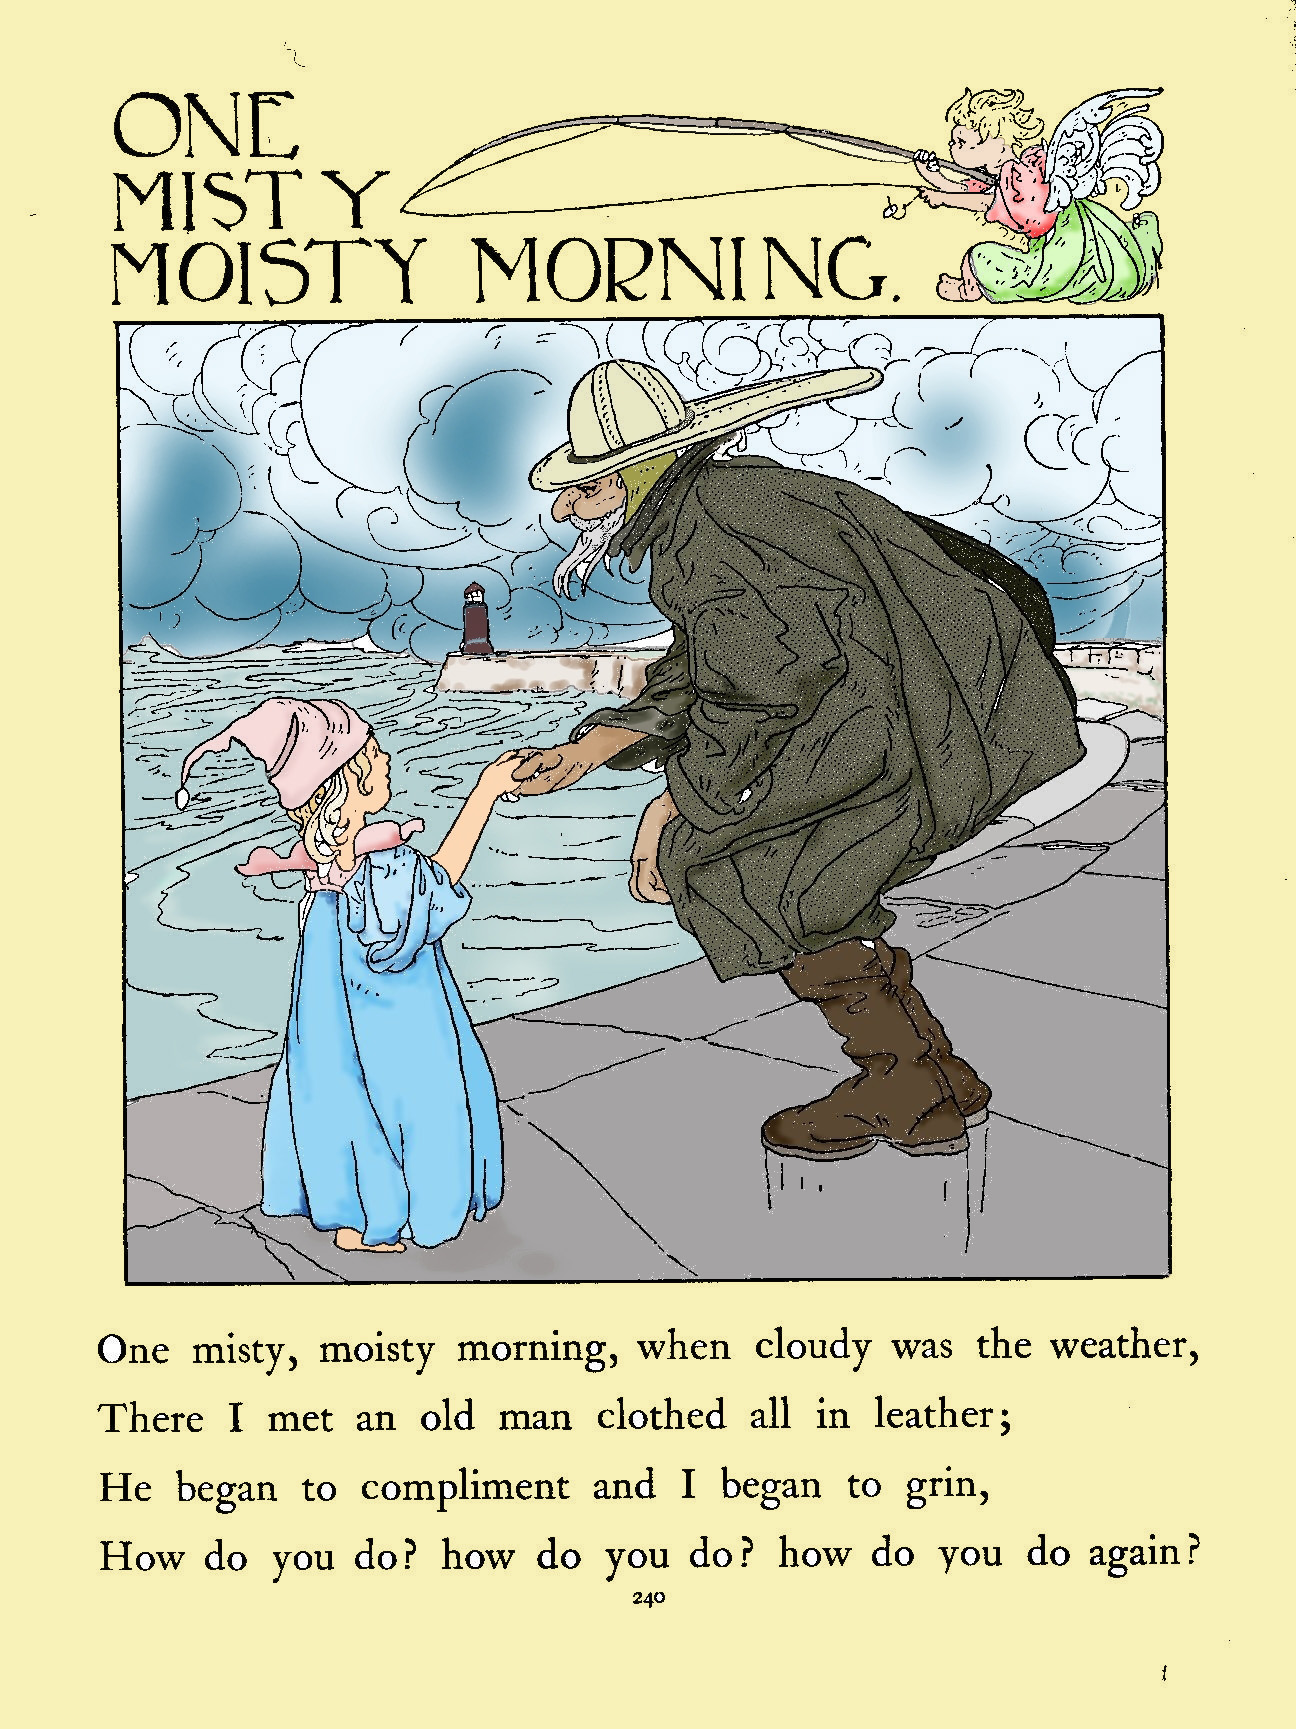 ONE
MISTY
MOISTY MORNING.
One misty, moisty morning, when cloudy was the weather,
There I met an old man clothed all in leather;
He began to compliment and I began to grin,
How do you do? how do you do? how do you do again?
240